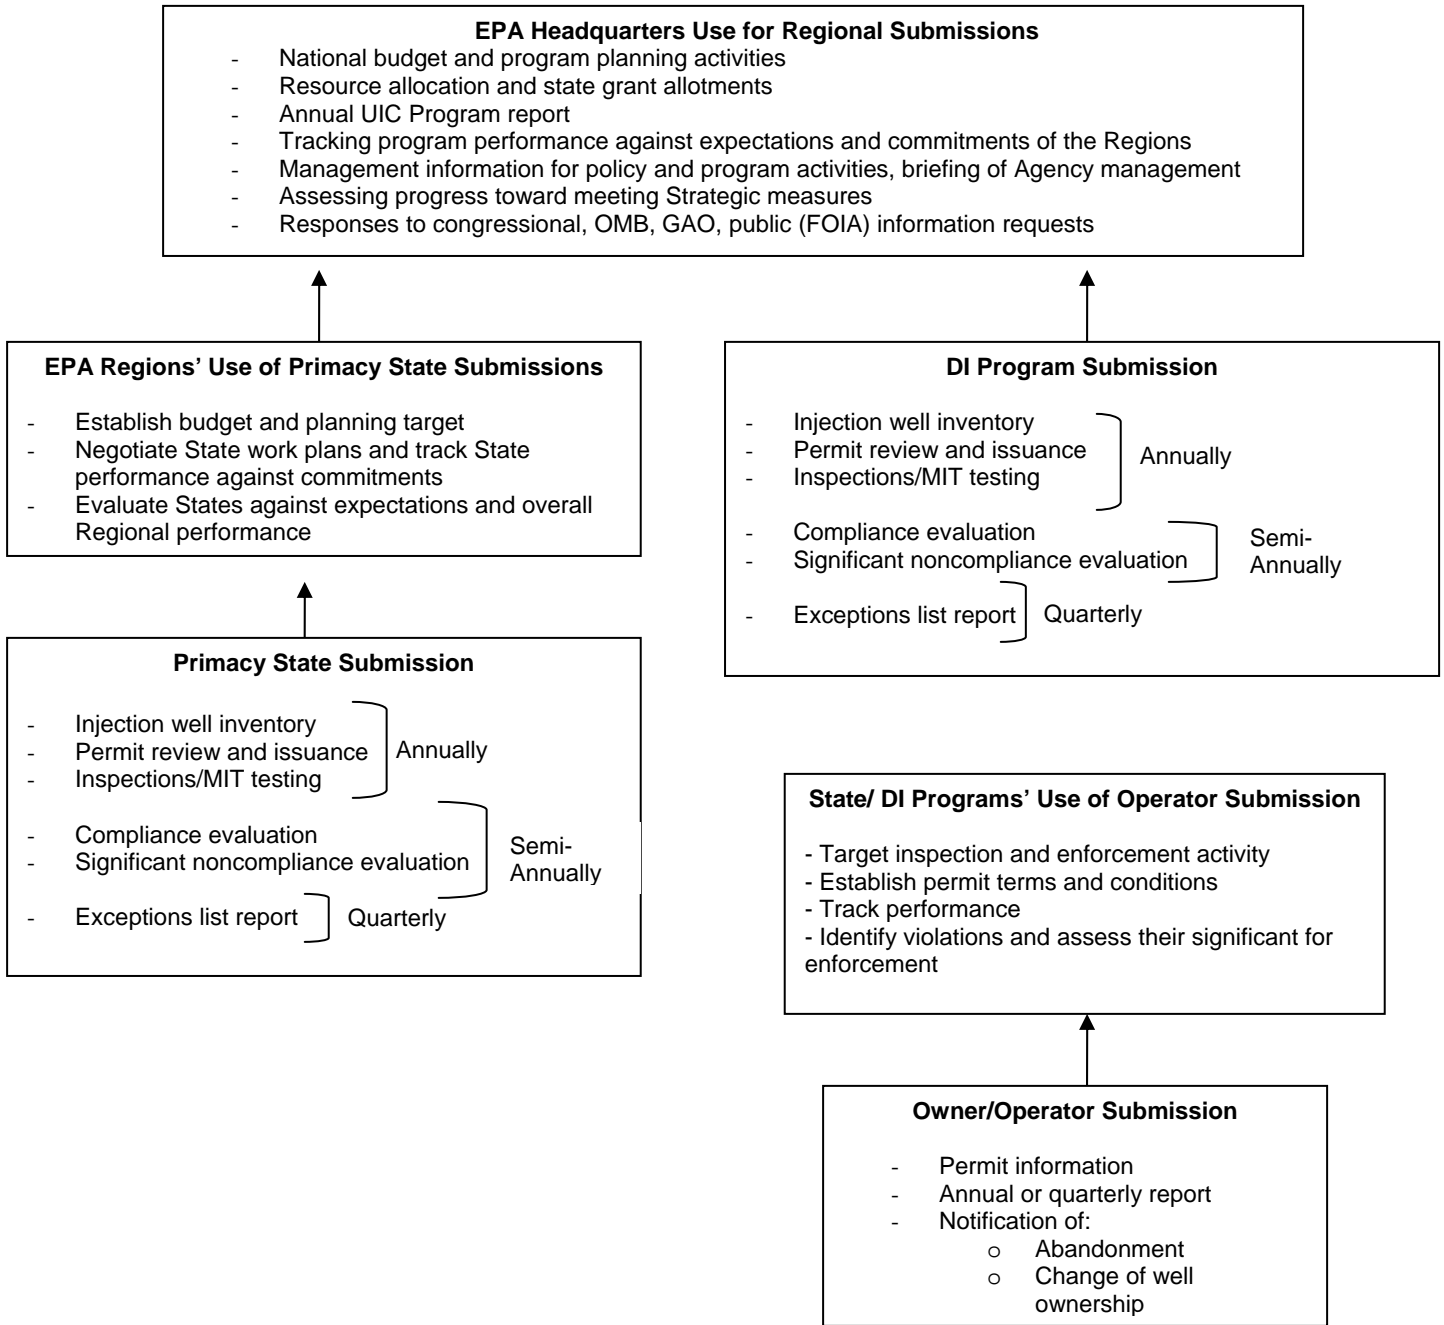 EPA Headquarters Use for Regional Submissions
- National budget and program planning activities
- Resource allocation and state grant allotments
- Annual UIC Program report
- Tracking program performance against expectations and commitments of the Regions
- Management information for policy and program activities, briefing of Agency management
- Assessing progress toward meeting Strategic measures
- Responses to congressional, OMB, GAO, public (FOIA) information requests
EPA Regions’ Use of Primacy State Submissions
- Establish budget and planning target
- Negotiate State work plans and track State
performance against commitments
- Evaluate States against expectations and overall
Regional performance
DI Program Submission
- Injection well inventory
- Permit review and issuance
- Inspections/MIT testing
Annually
- Compliance evaluation
- Significant noncompliance evaluation
Semi-
Annually
- Exceptions list report
Quarterly
Primacy State Submission
- Injection well inventory
- Permit review and issuance
- Inspections/MIT testing
Annually
- Compliance evaluation
- Significant noncompliance evaluation
Semi-
Annually
- Exceptions list report
Quarterly
State/ DI Programs’ Use of Operator Submission
- Target inspection and enforcement activity
- Establish permit terms and conditions
- Track performance
- Identify violations and assess their significant for
enforcement
Owner/Operator Submission
- Permit information
- Annual or quarterly report
- Notification of:
o Abandonment
o Change of well
ownership